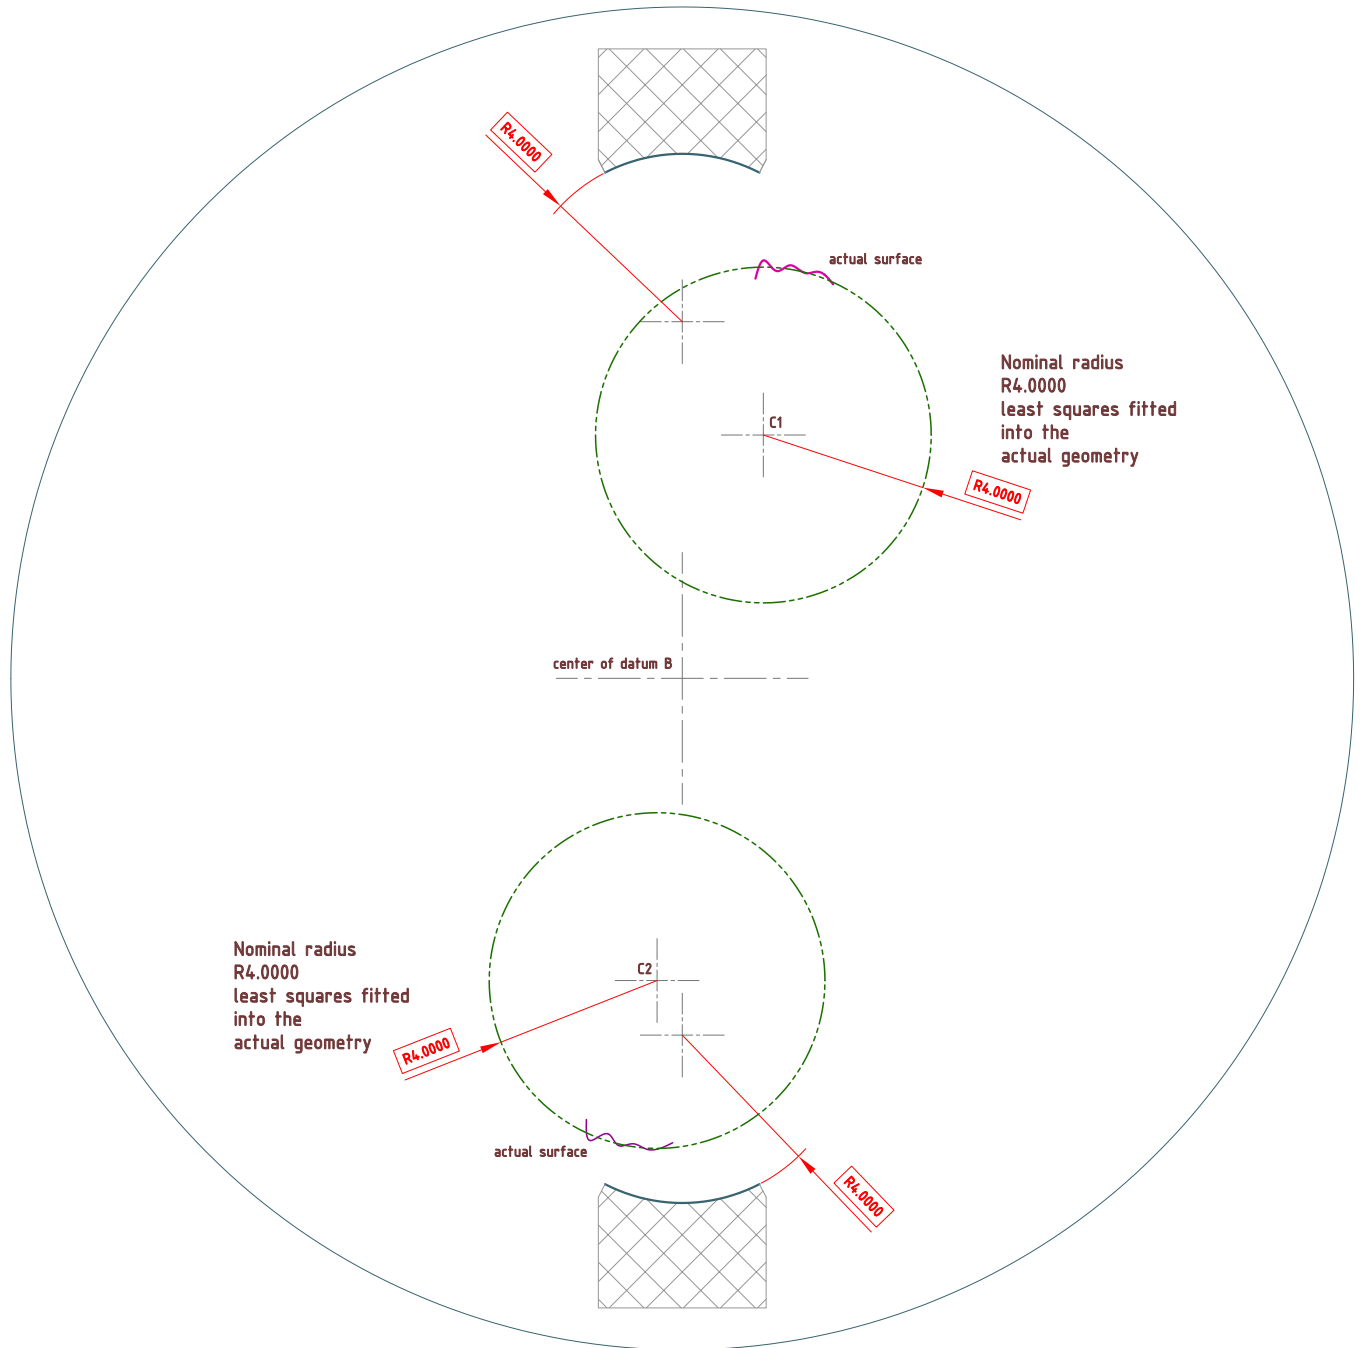 R4.0000
actual surface
Nominal radius
R4.0000
least squares fitted
into the
actual geometry
C1
R4.0000
center of datum B
Nominal radius
R4.0000
least squares fitted
into the
actual geometry
C2
R4.0000
actual surface
R4.0000